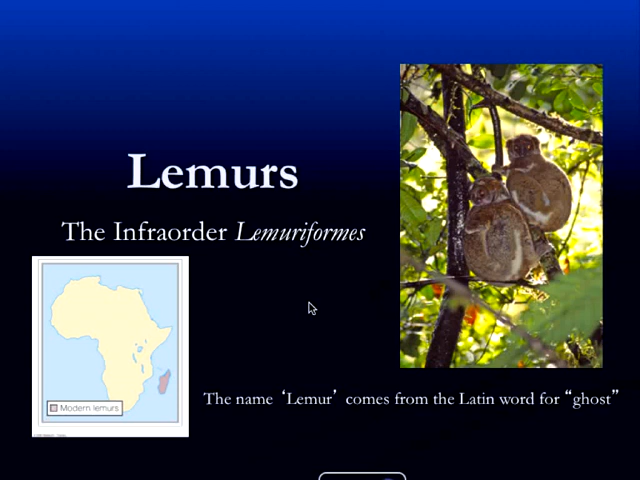 Lemurs
The Infraorder Lemuriformes
Modern lemurs
The name ‘Lemur’ comes from the Latin word for “ghost”